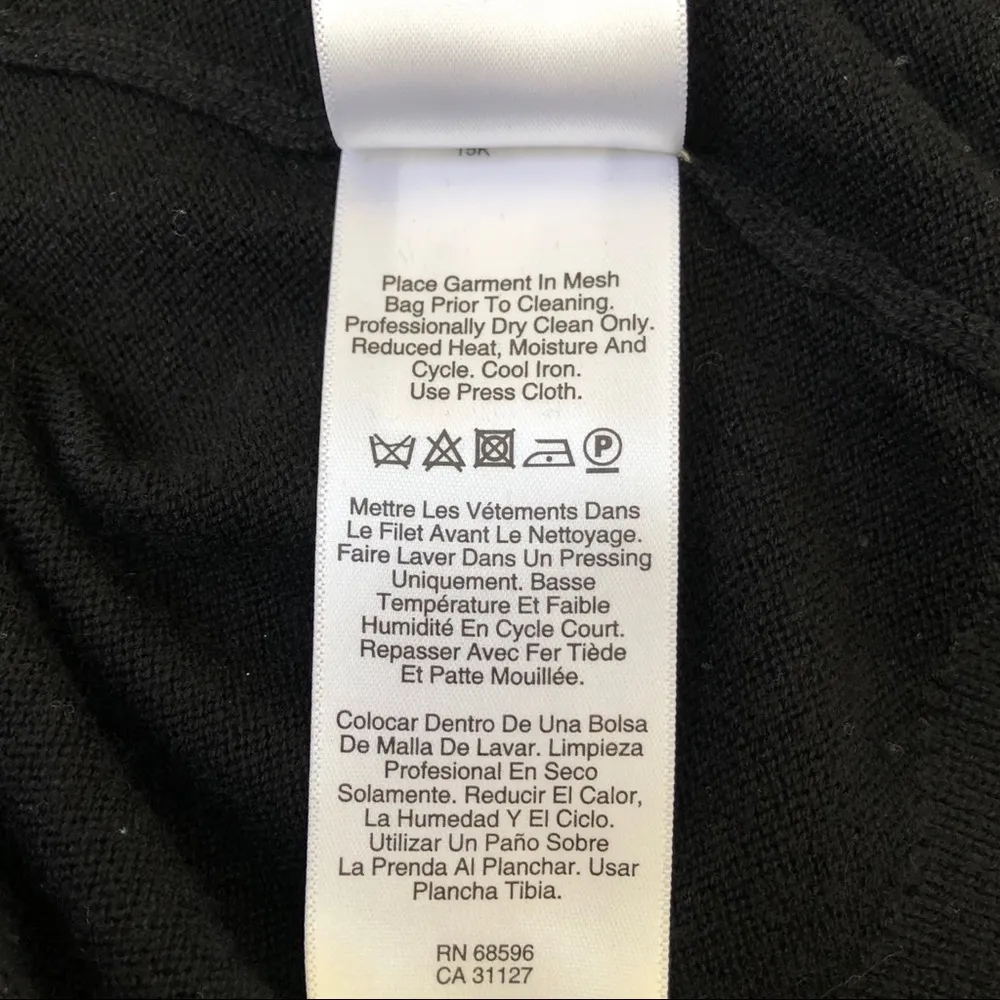 15K
Place Garment In Mesh
Bag Prior To Cleaning.
Professionally Dry Clean Only.
Reduced Heat, Moisture And
Cycle. Cool Iron.
Use Press Cloth.
P
Mettre Les Vétements Dans
Le Filet Avant Le Nettoyage.
Faire Laver Dans Un Pressing
Uniquement. Basse
Température Et Faible
Humidité En Cycle Court.
Repasser Avec Fer Tiède
Et Patte Mouillée.
Colocar Dentro De Una Bolsa
De Malla De Lavar. Limpieza
Profesional En Seco
Solamente. Reducir El Calor,
La Humedad Y El Ciclo.
Utilizar Un Paño Sobre
La Prenda Al Planchar. Usar
Plancha Tibia.
RN 68596
CA 31127